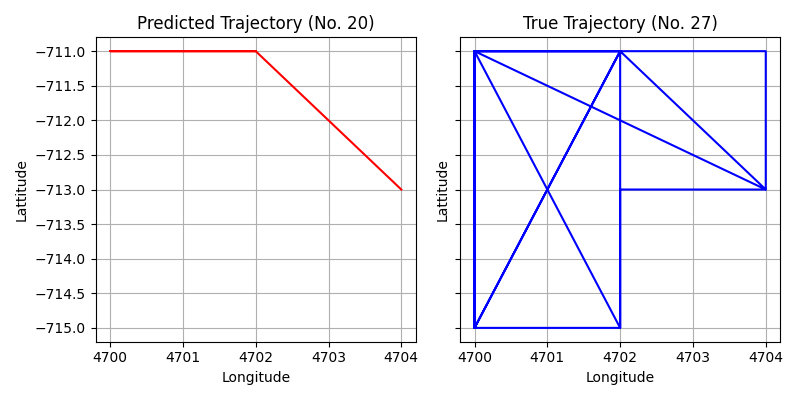 Predicted Trajectory (No. 20)
True Trajectory (No. 27)
−711.0
−711.5
−712.0
−712.5
−713.0
−713.5
−714.0
−714.5
−715.0
Lattitude
Lattitude
4700 4701 4702 4703 4704
4700 4701 4702 4703 4704
Longitude
Longitude